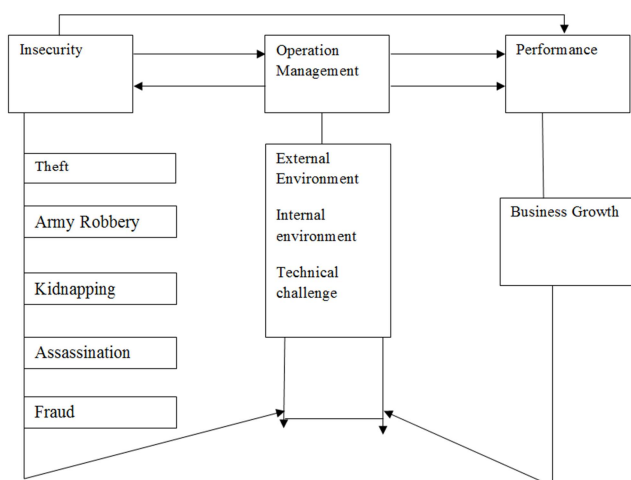 Insecurity
Operation
Management
Performance
Theft
Army Robbery
Kidnapping
Assassination
Fraud
External
Environment
Internal
environment
Technical
challenge
Business Growth